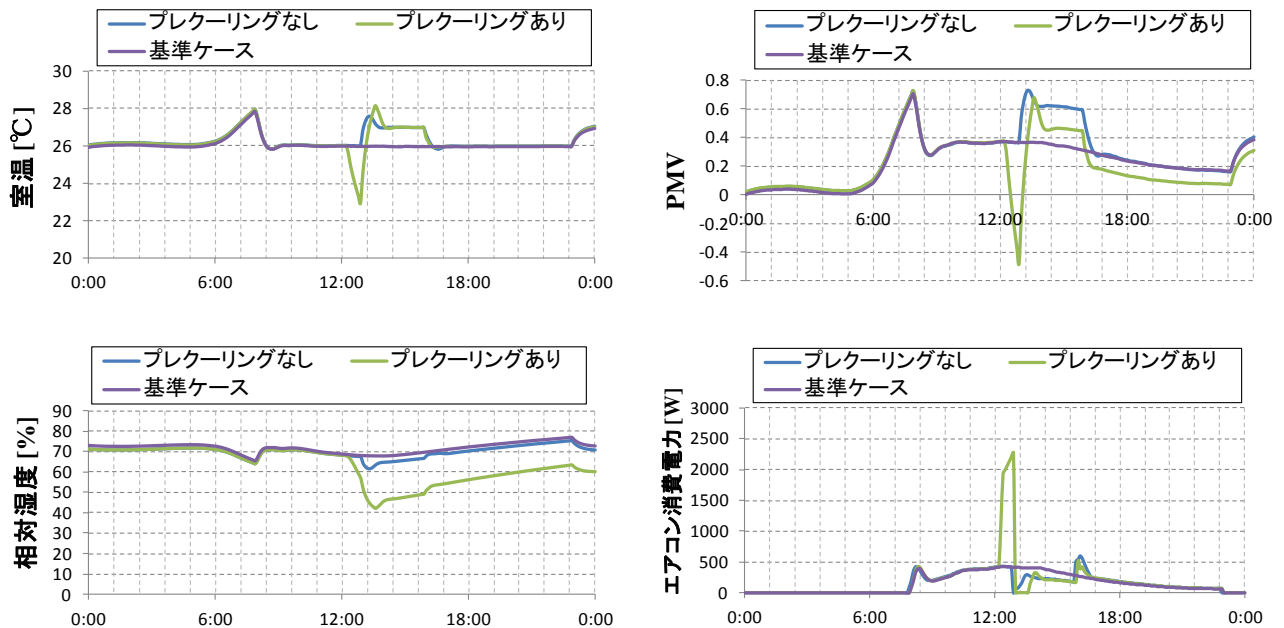 プレクーリングなし プレクーリングあり
基準ケース
室温 [℃]
30
28
26
24
22
20
0:00 6:00 12:00 18:00 0:00
プレクーリングなし プレクーリングあり
基準ケース
PMV
0.8
0.6
0.4
0.2
0
-0.2
-0.4
-0.6
0:00 6:00 12:00 18:00 0:00
プレクーリングなし プレクーリングあり
基準ケース
相対湿度 [%]
90
80
70
60
50
40
30
20
10
0
0:00 6:00 12:00 18:00 0:00
プレクーリングなし プレクーリングあり
基準ケース
エアコン消費電力[W]
3000
2500
2000
1500
1000
500
0
0:00 6:00 12:00 18:00 0:00